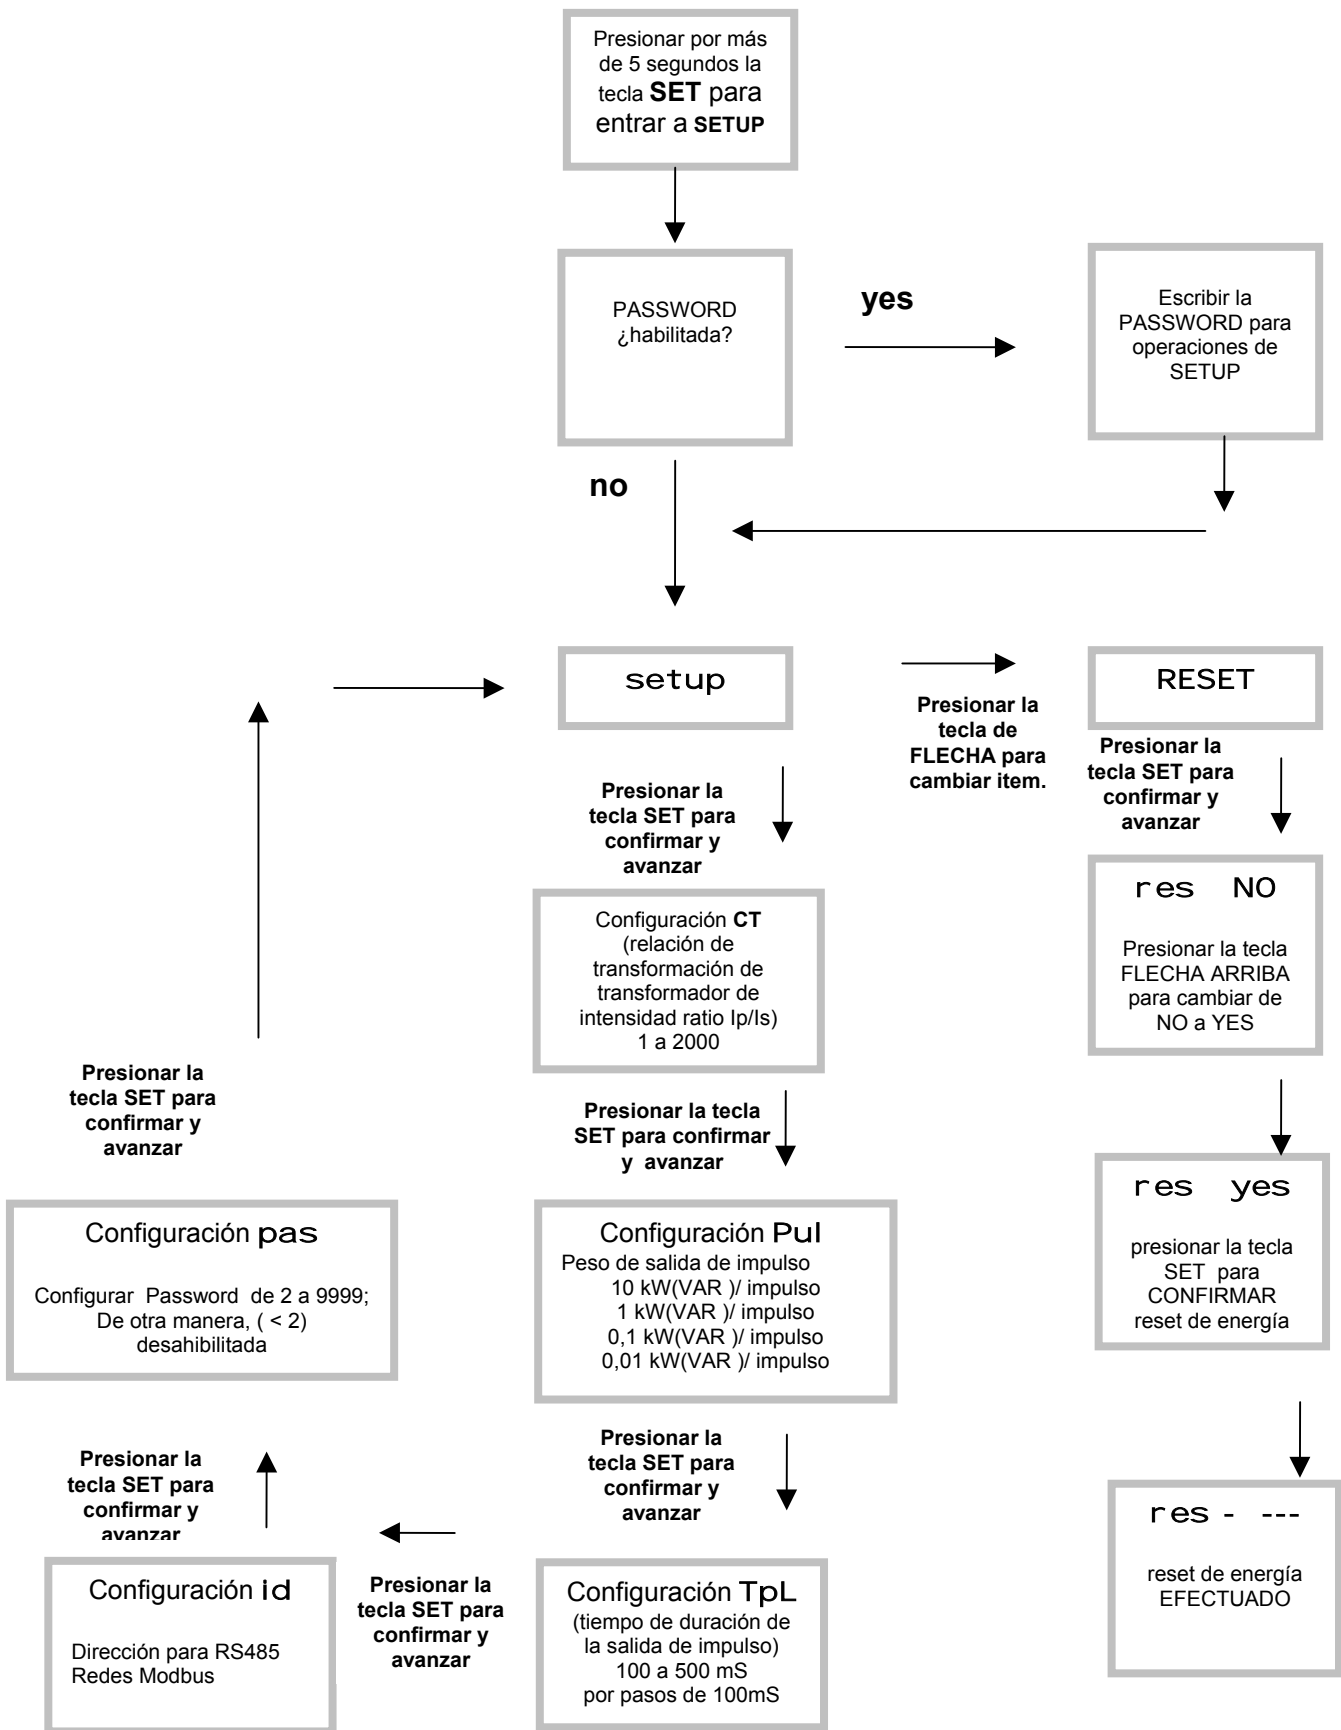 Presionar por más
de 5 segundos la
tecla SET para
entrar a SETUP
PASSWORD
¿habilitada?
yes
Escribir la
PASSWORD para
operaciones de
SETUP
no
setup
Presionar la
tecla de
FLECHA para
cambiar item.
RESET
Presionar la
tecla SET para
confirmar y
avanzar
Presionar la
tecla SET para
confirmar y
avanzar
res NO
Presionar la tecla
FLECHA ARRIBA
para cambiar de
NO a YES
Configuración CT
(relación de
transformación de
transformador de
intensidad ratio Ip/Is)
1 a 2000
Presionar la
tecla SET para
confirmar y
avanzar
Presionar la tecla
SET para confirmar
y avanzar
res yes
presionar la tecla
SET para
CONFIRMAR
reset de energía
Configuración pas
Configurar Password de 2 a 9999;
De otra manera, ( < 2)
desahibilitada
Configuración Pul
Peso de salida de impulso
10 kW(VAR )/ impulso
1 kW(VAR )/ impulso
0,1 kW(VAR )/ impulso
0,01 kW(VAR )/ impulso
Presionar la
tecla SET para
confirmar y
avanzar
Presionar la
tecla SET para
confirmar y
avanzar
res - ---
reset de energía
EFECTUADO
Configuración id
Dirección para RS485
Redes Modbus
Presionar la
tecla SET para
confirmar y
avanzar
Configuración TpL
(tiempo de duración de
la salida de impulso)
100 a 500 mS
por pasos de 100mS